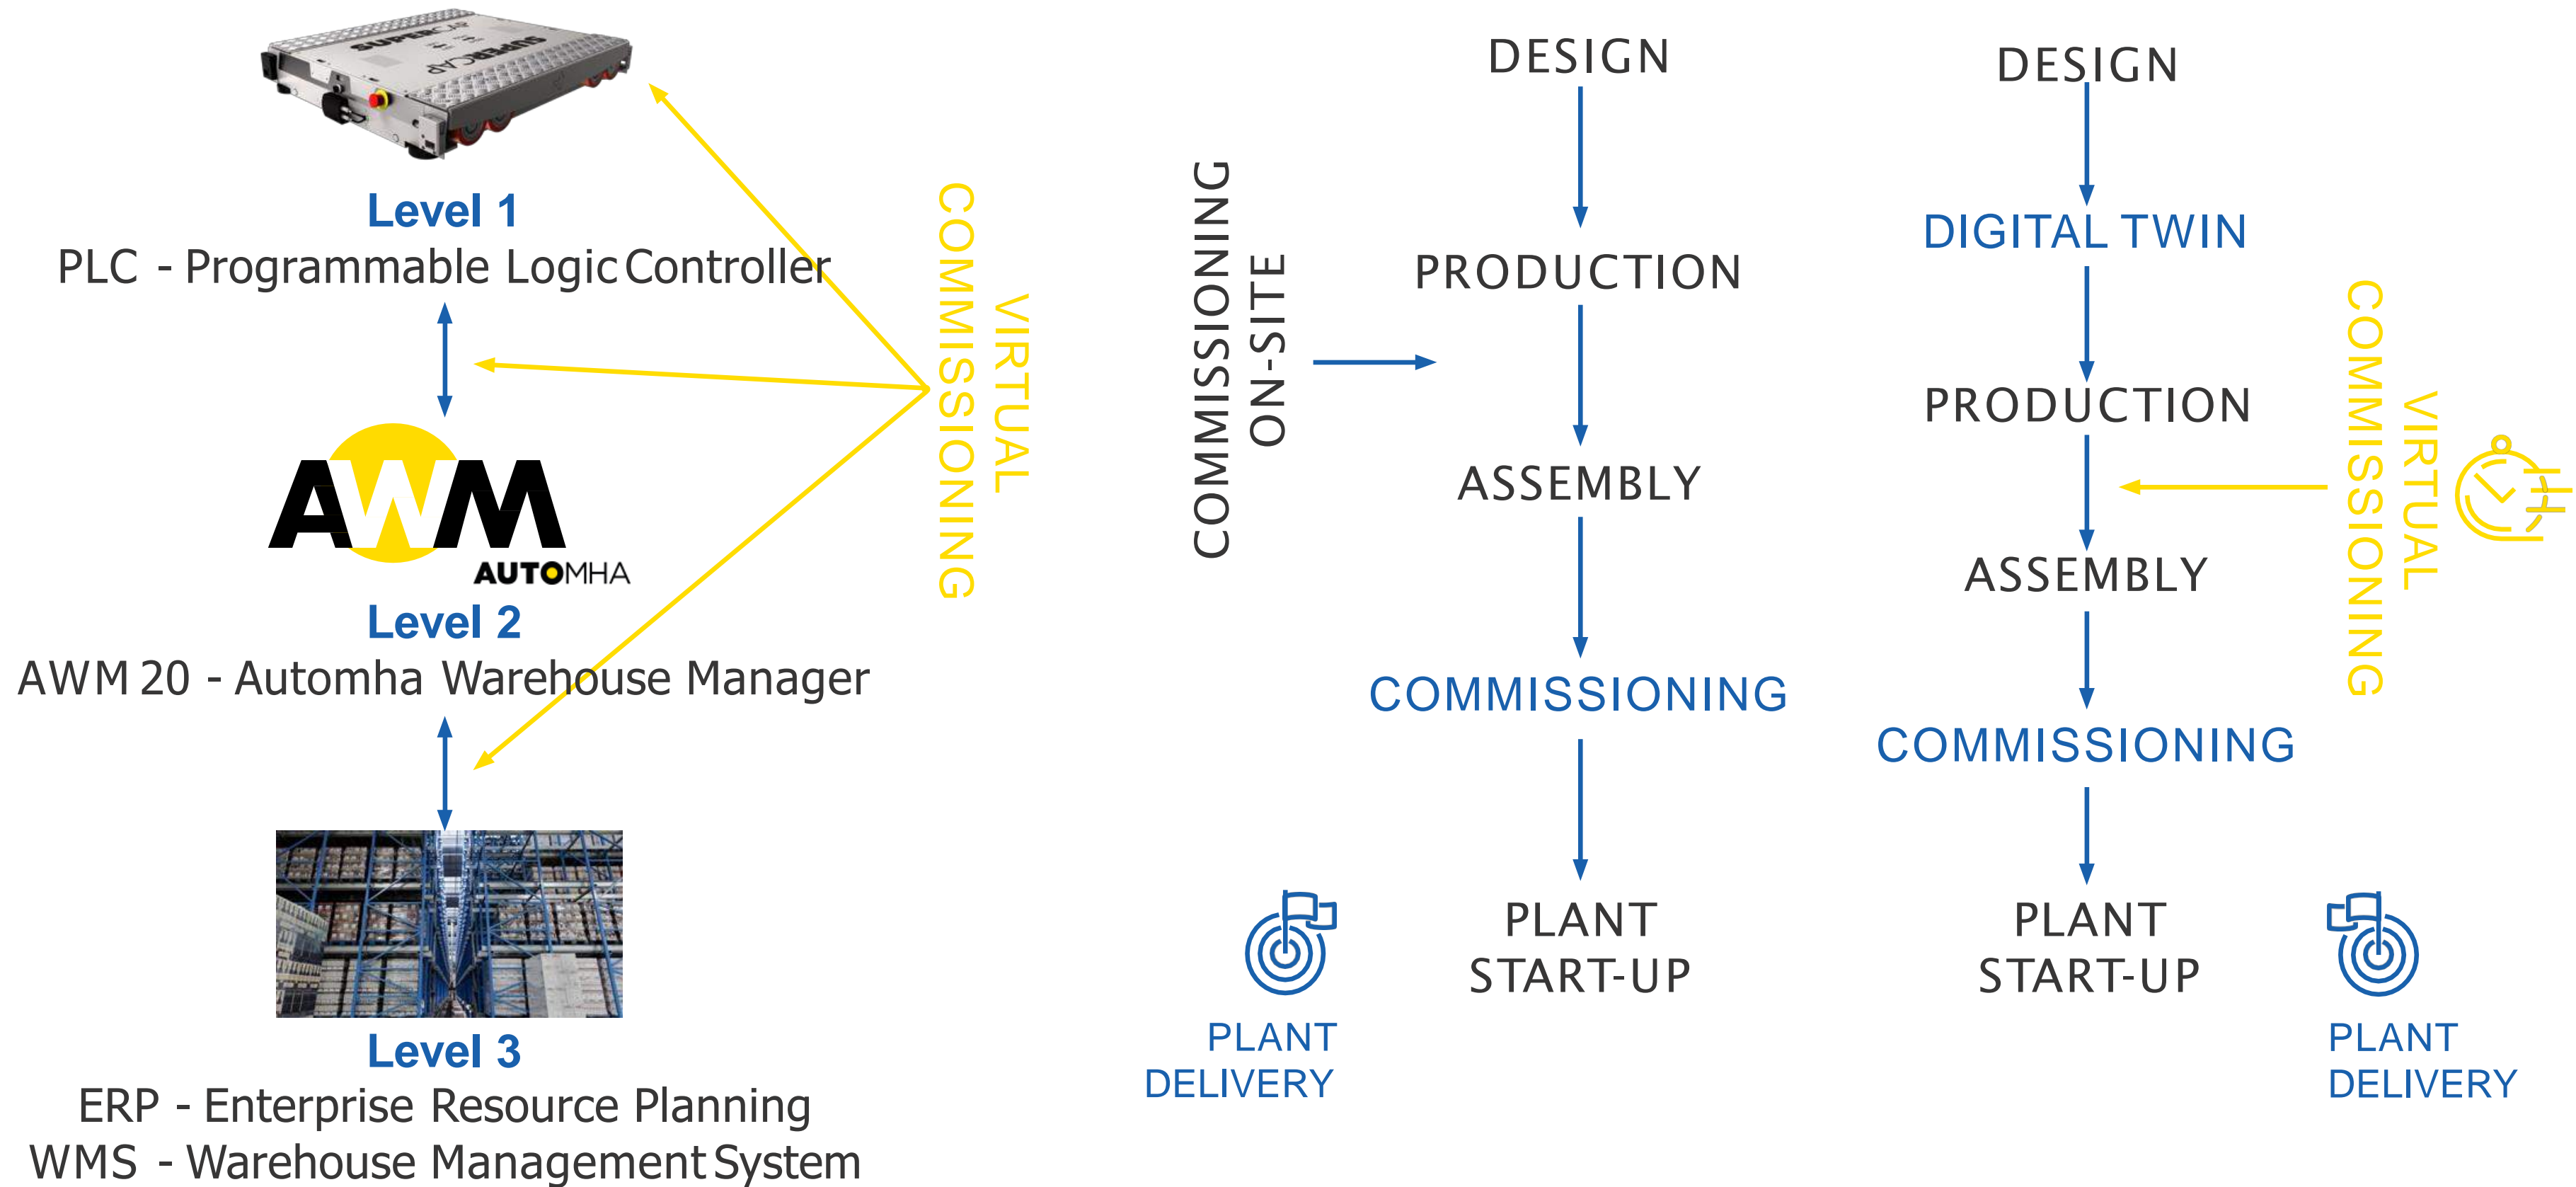 SUPERCAP
SUPERCAP
Level 1
PLC - Programmable Logic Controller
AWM
AUTOMHA
Level 2
AWM 20 - Automha Warehouse Manager
Level 3
ERP - Enterprise Resource Planning
WMS - Warehouse Management System
VIRTUAL
COMMISSIONING
COMMISSIONING
ON-SITE
DESIGN
PRODUCTION
ASSEMBLY
COMMISSIONING
PLANT
START-UP
PLANT
DELIVERY
DESIGN
DIGITAL TWIN
PRODUCTION
ASSEMBLY
COMMISSIONING
PLANT
START-UP
VIRTUAL
COMMISSIONING
PLANT
DELIVERY